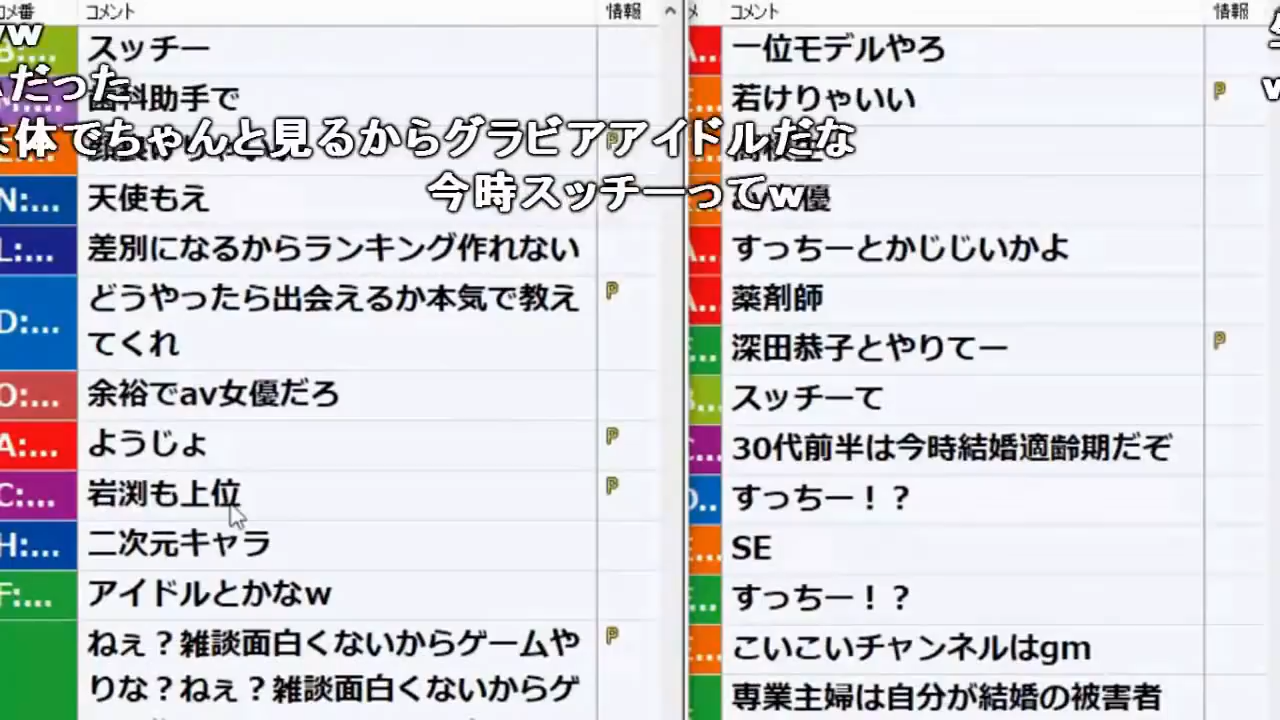 コメ番 コメント 情報
スッチー
歯科助手で
N:... 天使もえ
L:... 差別になるからランキング作れない
D:... どうやったら出会えるか本気で教え
てくれ
O:... 余裕でav女優だろ
A:... ようじょ
C:... 岩渕も上位
H:... 二次元キャラ
F:... アイドルとかなw
ねぇ？雑談面白くないからゲームや
りな？ねぇ？雑談面白くないからゲ
コメント 情報
一位モデルやろ
若けりゃいい
高校生
av女優
すっちーとかじじいかよ
薬剤師
深田恭子とやりてー
スッチーて
30代前半は今時結婚適齢期だぞ
すっちー！？
SE
すっちー！？
こいこいチャンネルはgm
専業主婦は自分が結婚の被害者
だった
体でちゃんと見るからグラビアアイドルだな
今時スッチーってw